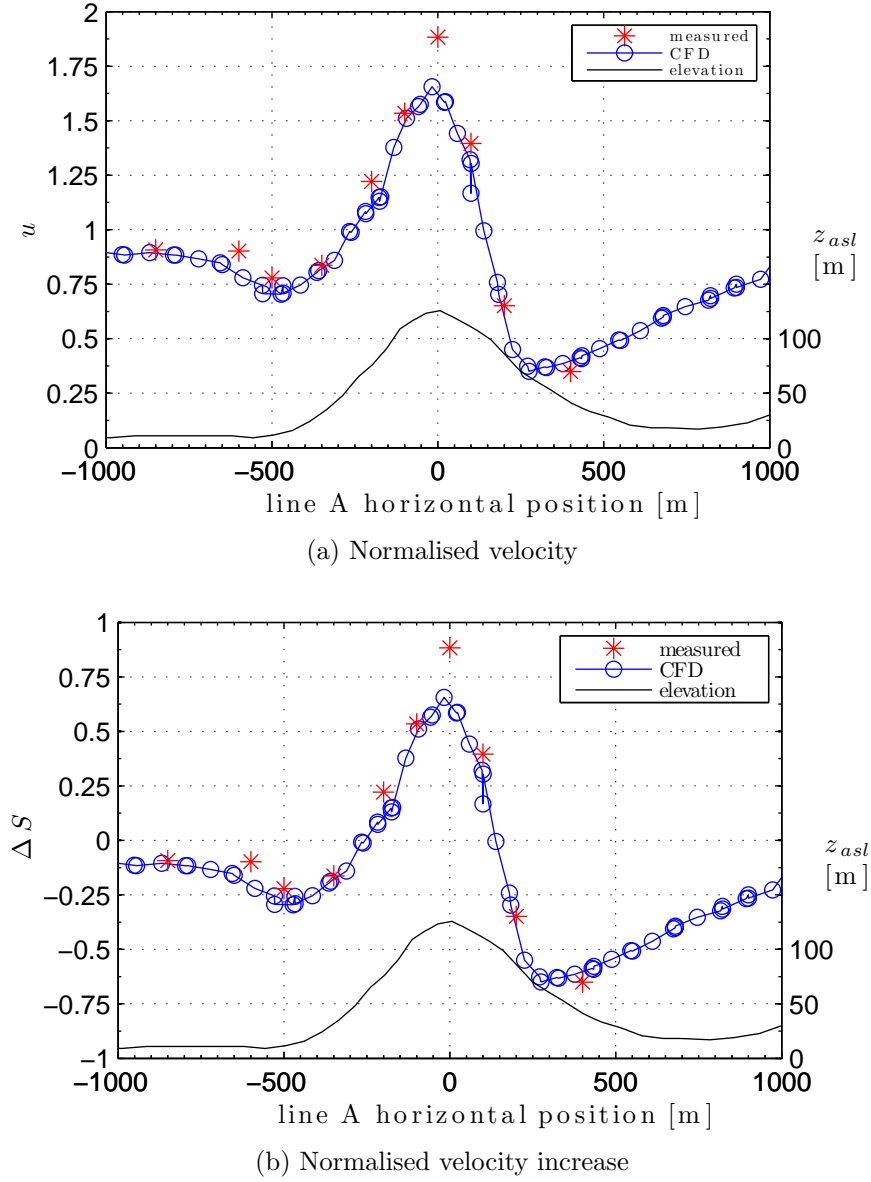 2
1.75
1.5
1.25
1
0.75
0.5
0.25
0
u
measured
CFD
elevation
z_asl
[m]
100
50
0
−1000 −500 0 500 1000
line A horizontal position [m]
(a) Normalised velocity
1
0.75
0.5
0.25
0
−0.25
−0.5
−0.75
−1
Δ S
measured
CFD
elevation
z_asl
[m]
100
50
0
−1000 −500 0 500 1000
line A horizontal position [m]
(b) Normalised velocity increase